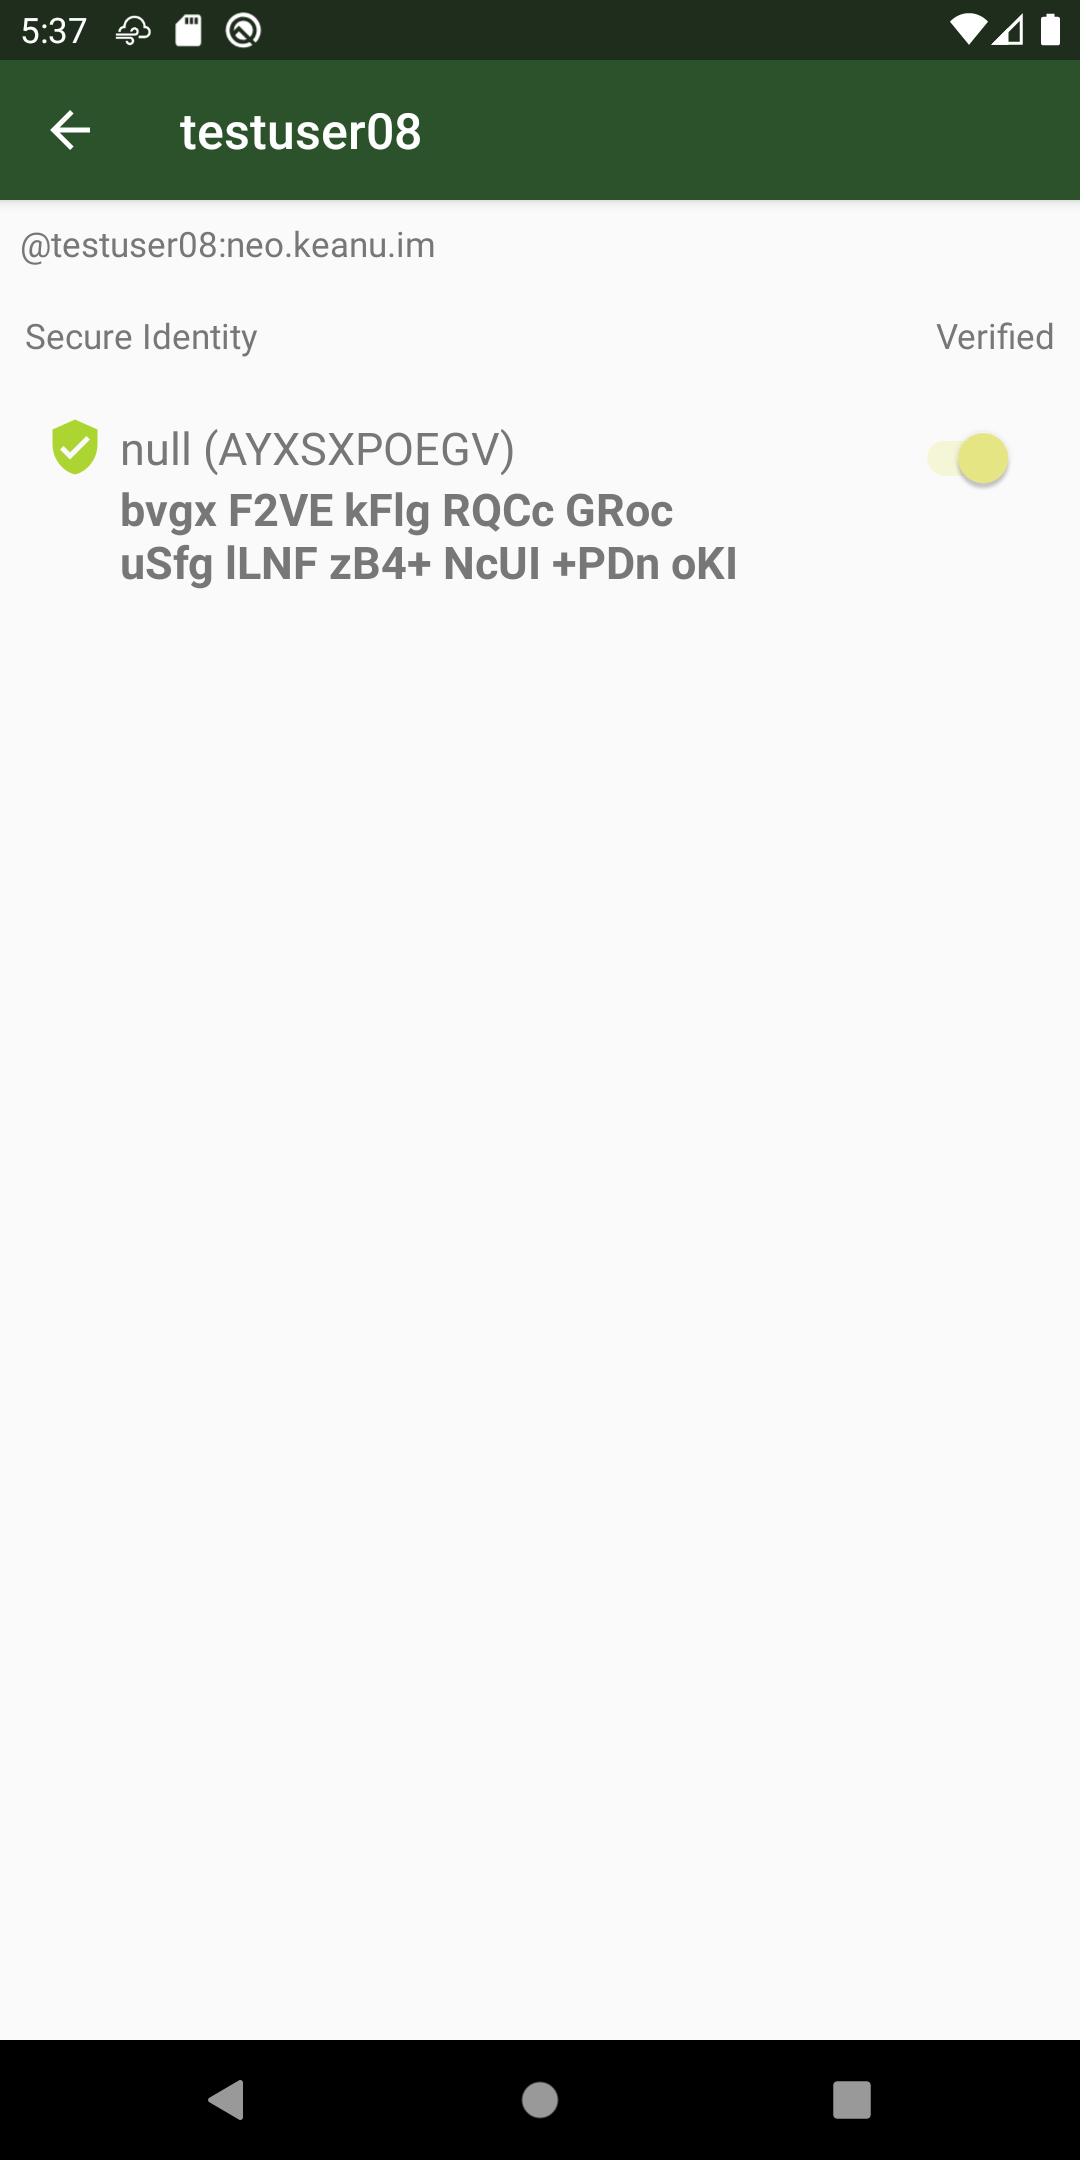 5:37
testuser08
@testuser08:neo.keanu.im
Secure Identity
Verified
null (AYXSXPOEGV)
bvgx F2VE kFlg RQCc GRoc
uSfg lLNF zB4+ NcUI +PDn oKI